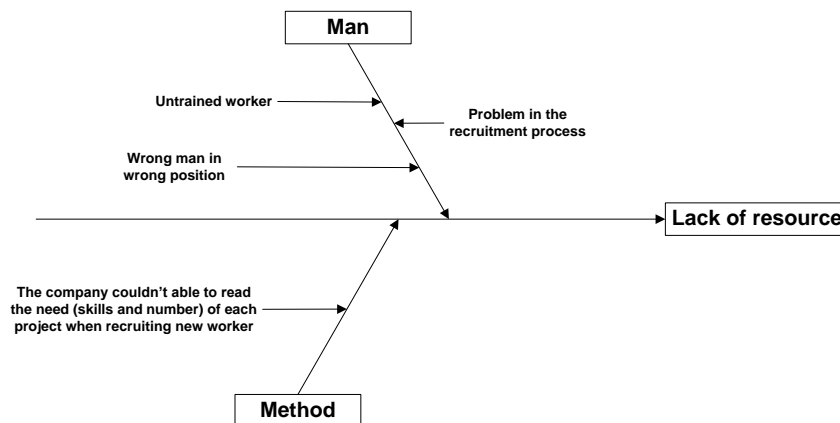 Man
Untrained worker
Problem in the
recruitment process
Wrong man in
wrong position
Lack of resource
The company couldn’t able to read
the need (skills and number) of each
project when recruiting new worker
Method